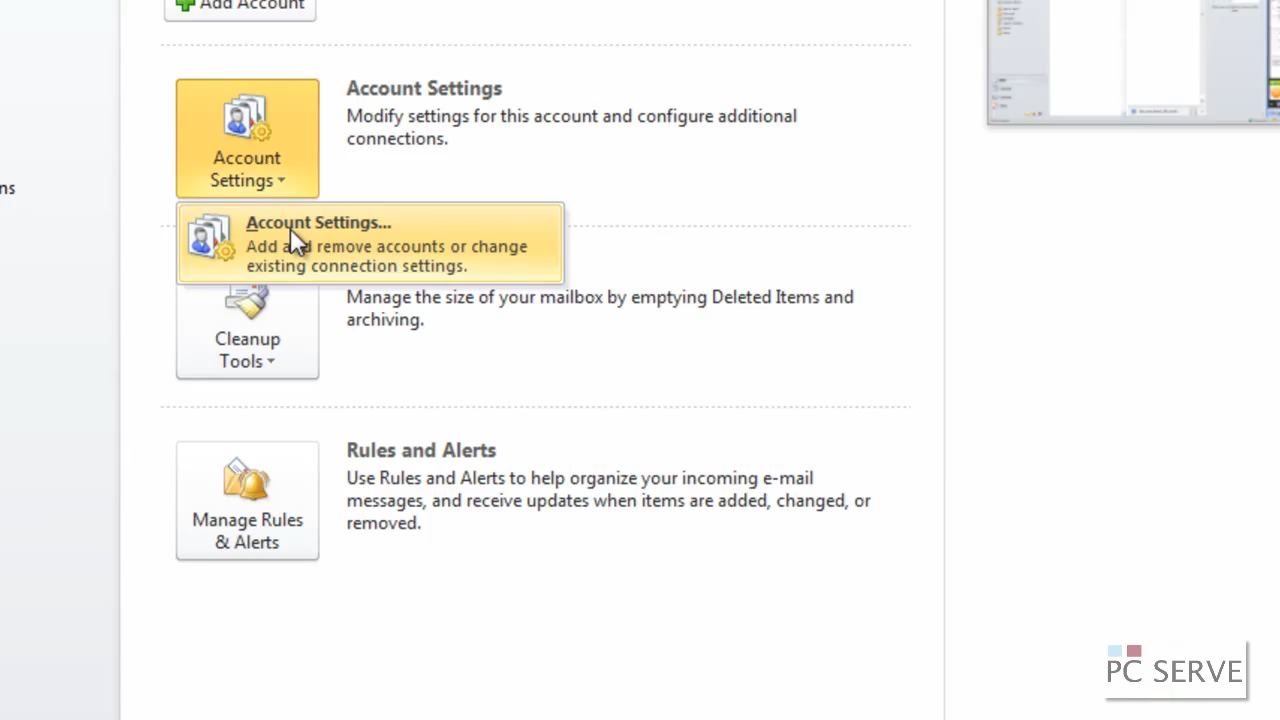 Add Account
Account Settings
Modify settings for this account and configure additional
connections.
Account
Settings
ns
Account Settings...
Add and remove accounts or change
existing connection settings.
Manage the size of your mailbox by emptying Deleted Items and
archiving.
Cleanup
Tools
Rules and Alerts
Use Rules and Alerts to help organize your incoming e-mail
messages, and receive updates when items are added, changed, or
removed.
Manage Rules
& Alerts
PC SERVE